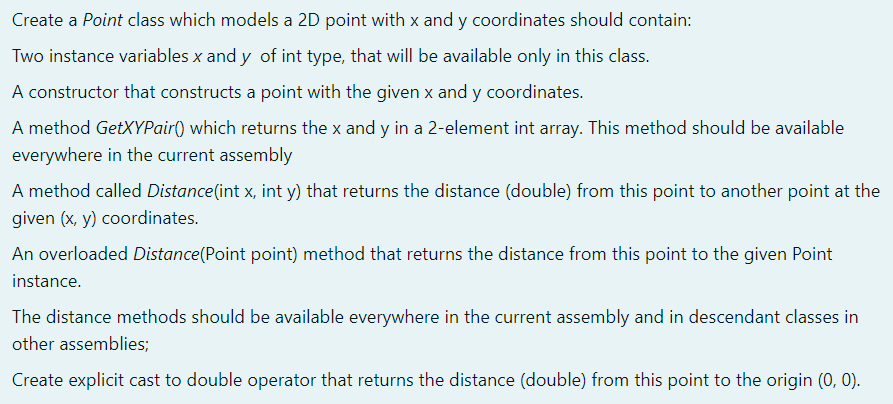 Create a Point class which models a 2D point with x and y coordinates should contain:
Two instance variables x and y of int type, that will be available only in this class.
A constructor that constructs a point with the given x and y coordinates.
A method GetXYPair() which returns the x and y in a 2-element int array. This method should be available
everywhere in the current assembly
A method called Distance(int x, int y) that returns the distance (double) from this point to another point at the
given (x, y) coordinates.
An overloaded Distance(Point point) method that returns the distance from this point to the given Point
instance.
The distance methods should be available everywhere in the current assembly and in descendant classes in
other assemblies;
Create explicit cast to double operator that returns the distance (double) from this point to the origin (0, 0).